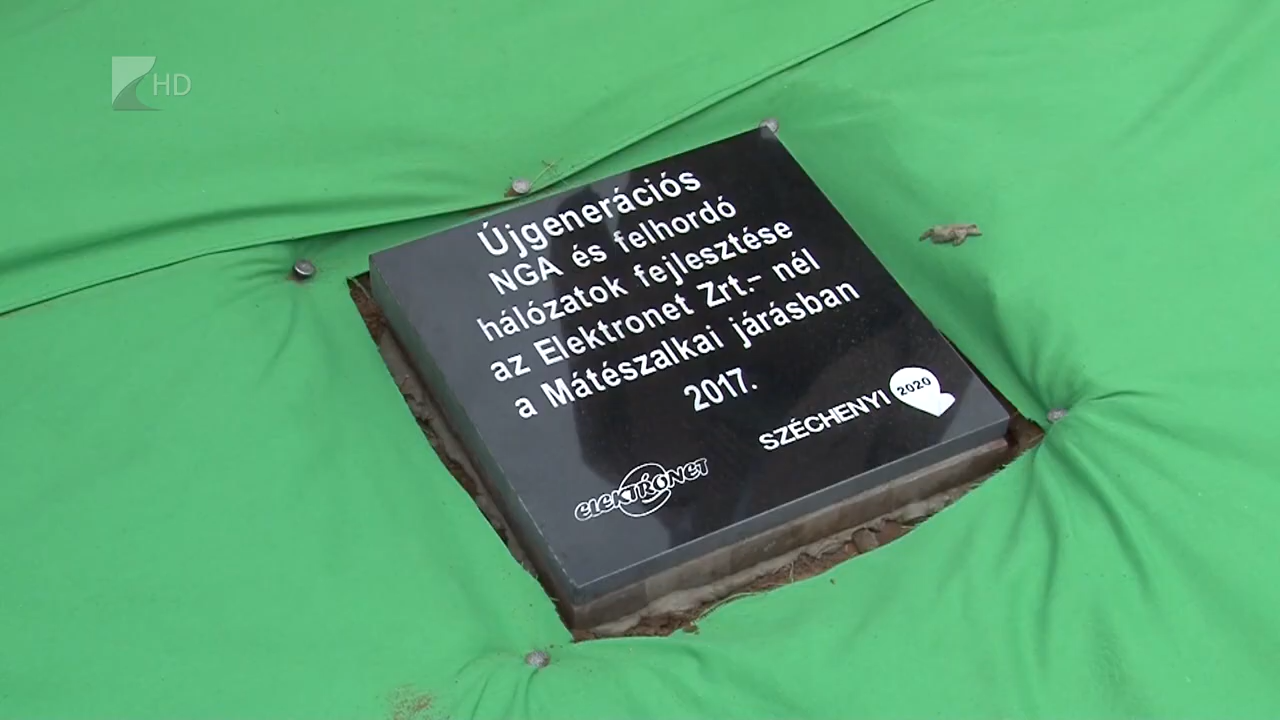 HD
Újgenerációs
NGA és felhordó
hálózatok fejlesztése
az Elektronet Zrt.- nél
a Mátészalkai járásban
2017.
SZÉCHENYI 2020
ELEKTRONET